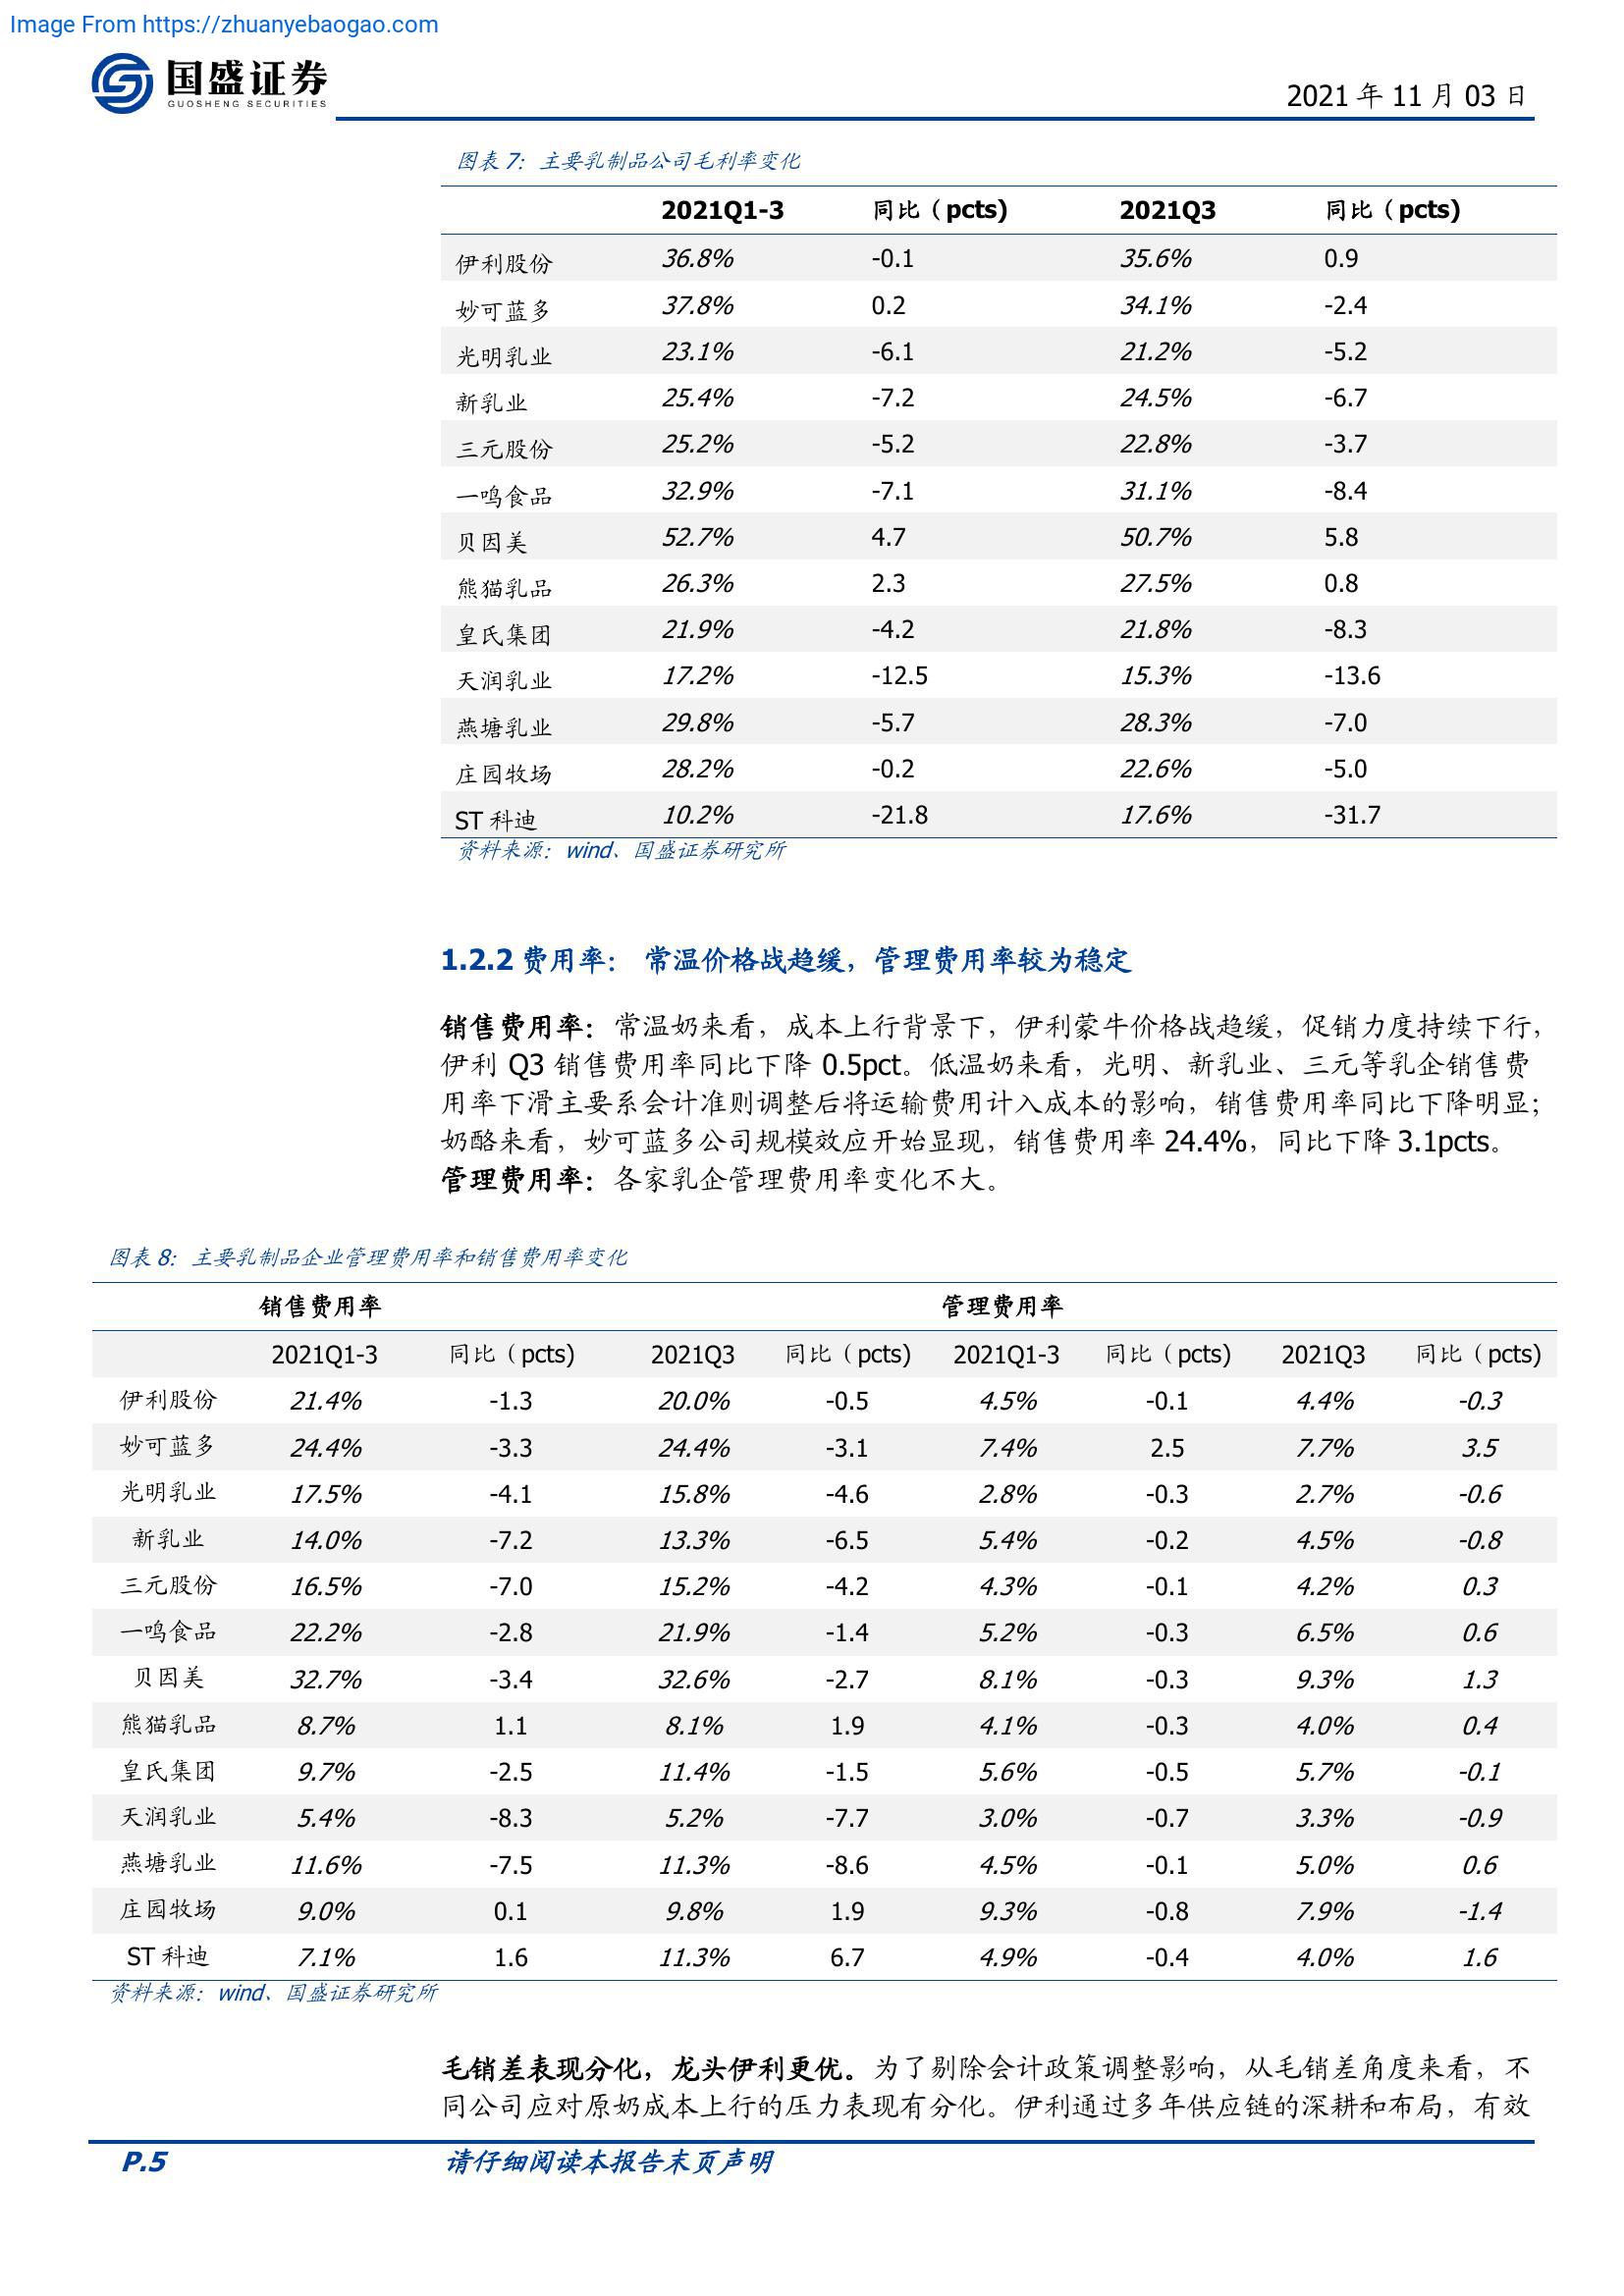 Image From https://zhuanyebaogao.com
国盛证券
GUOSHENG SECURITIES
2021 年 11 月 03 日
图表 7：主要乳制品公司毛利率变化
2021Q1-3 同比（pcts) 2021Q3 同比（pcts)
伊利股份 36.8% -0.1 35.6% 0.9
妙可蓝多 37.8% 0.2 34.1% -2.4
光明乳业 23.1% -6.1 21.2% -5.2
新乳业 25.4% -7.2 24.5% -6.7
三元股份 25.2% -5.2 22.8% -3.7
一鸣食品 32.9% -7.1 31.1% -8.4
贝因美 52.7% 4.7 50.7% 5.8
熊猫乳品 26.3% 2.3 27.5% 0.8
皇氏集团 21.9% -4.2 21.8% -8.3
天润乳业 17.2% -12.5 15.3% -13.6
燕塘乳业 29.8% -5.7 28.3% -7.0
庄园牧场 28.2% -0.2 22.6% -5.0
ST 科迪 10.2% -21.8 17.6% -31.7
资料来源：wind、国盛证券研究所
1.2.2 费用率： 常温价格战趋缓，管理费用率较为稳定
销售费用率：常温奶来看，成本上行背景下，伊利蒙牛价格战趋缓，促销力度持续下行，
伊利 Q3 销售费用率同比下降 0.5pct。低温奶来看，光明、新乳业、三元等乳企销售费
用率下滑主要系会计准则调整后将运输费用计入成本的影响，销售费用率同比下降明显；
奶酪来看，妙可蓝多公司规模效应开始显现，销售费用率 24.4%，同比下降 3.1pcts。
管理费用率：各家乳企管理费用率变化不大。
图表 8：主要乳制品企业管理费用率和销售费用率变化
销售费用率 管理费用率
2021Q1-3 同比（pcts) 2021Q3 同比（pcts) 2021Q1-3 同比（pcts) 2021Q3 同比（pcts)
伊利股份 21.4% -1.3 20.0% -0.5 4.5% -0.1 4.4% -0.3
妙可蓝多 24.4% -3.3 24.4% -3.1 7.4% 2.5 7.7% 3.5
光明乳业 17.5% -4.1 15.8% -4.6 2.8% -0.3 2.7% -0.6
新乳业 14.0% -7.2 13.3% -6.5 5.4% -0.2 4.5% -0.8
三元股份 16.5% -7.0 15.2% -4.2 4.3% -0.1 4.2% 0.3
一鸣食品 22.2% -2.8 21.9% -1.4 5.2% -0.3 6.5% 0.6
贝因美 32.7% -3.4 32.6% -2.7 8.1% -0.3 9.3% 1.3
熊猫乳品 8.7% 1.1 8.1% 1.9 4.1% -0.3 4.0% 0.4
皇氏集团 9.7% -2.5 11.4% -1.5 5.6% -0.5 5.7% -0.1
天润乳业 5.4% -8.3 5.2% -7.7 3.0% -0.7 3.3% -0.9
燕塘乳业 11.6% -7.5 11.3% -8.6 4.5% -0.1 5.0% 0.6
庄园牧场 9.0% 0.1 9.8% 1.9 9.3% -0.8 7.9% -1.4
ST 科迪 7.1% 1.6 11.3% 6.7 4.9% -0.4 4.0% 1.6
资料来源：wind、国盛证券研究所
毛销差表现分化，龙头伊利更优。为了剔除会计政策调整影响，从毛销差角度来看，不
同公司应对原奶成本上行的压力表现有分化。伊利通过多年供应链的深耕和布局，有效
P.5 请仔细阅读本报告末页声明